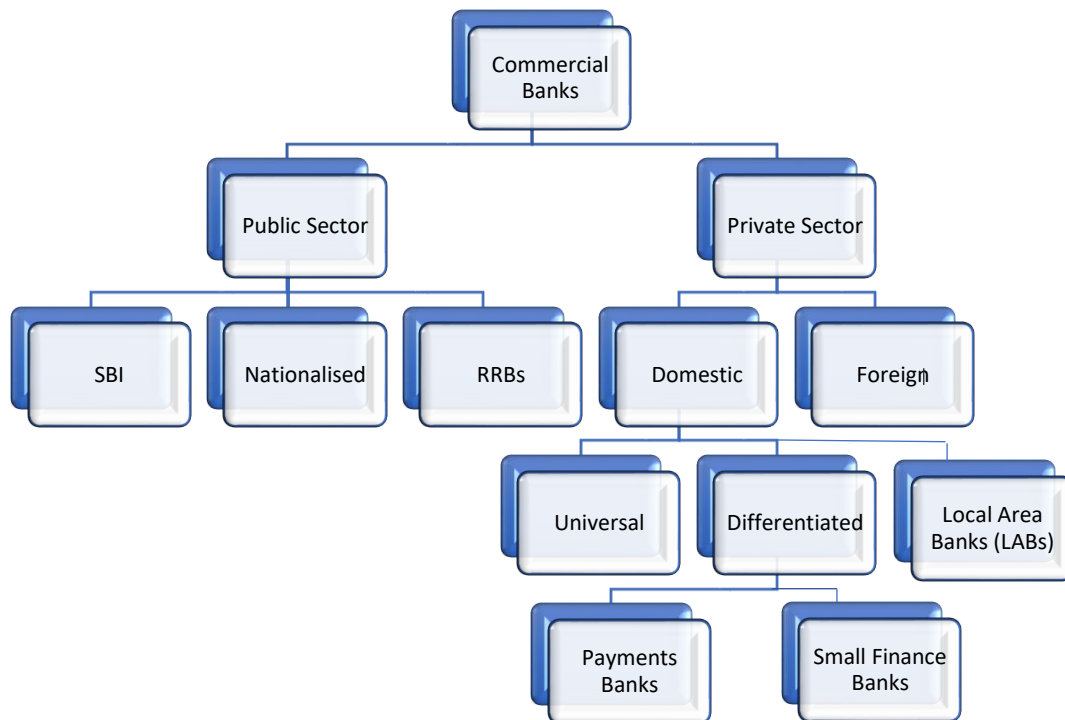 Commercial
Banks
Public Sector
Private Sector
SBI
Nationalised
RRBs
Domestic
Foreign
Universal
Differentiated
Local Area
Banks (LABs)
Payments
Banks
Small Finance
Banks